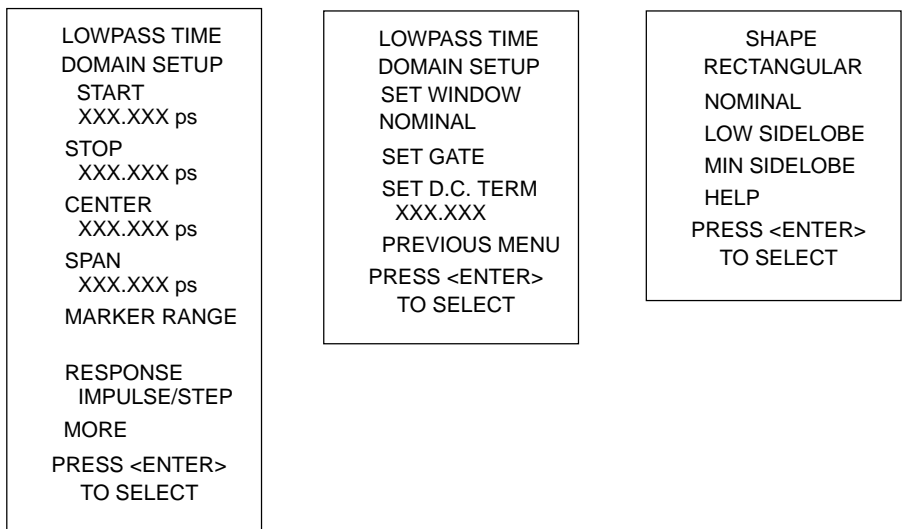 LOWPASS TIME
DOMAIN SETUP
START
XXX.XXX ps
STOP
XXX.XXX ps
CENTER
XXX.XXX ps
SPAN
XXX.XXX ps
MARKER RANGE
RESPONSE
IMPULSE/STEP
MORE
PRESS <ENTER>
TO SELECT
LOWPASS TIME
DOMAIN SETUP
SET WINDOW
NOMINAL
SET GATE
SET D.C. TERM
XXX.XXX
PREVIOUS MENU
PRESS <ENTER>
TO SELECT
SHAPE
RECTANGULAR
NOMINAL
LOW SIDELOBE
MIN SIDELOBE
HELP
PRESS <ENTER>
TO SELECT